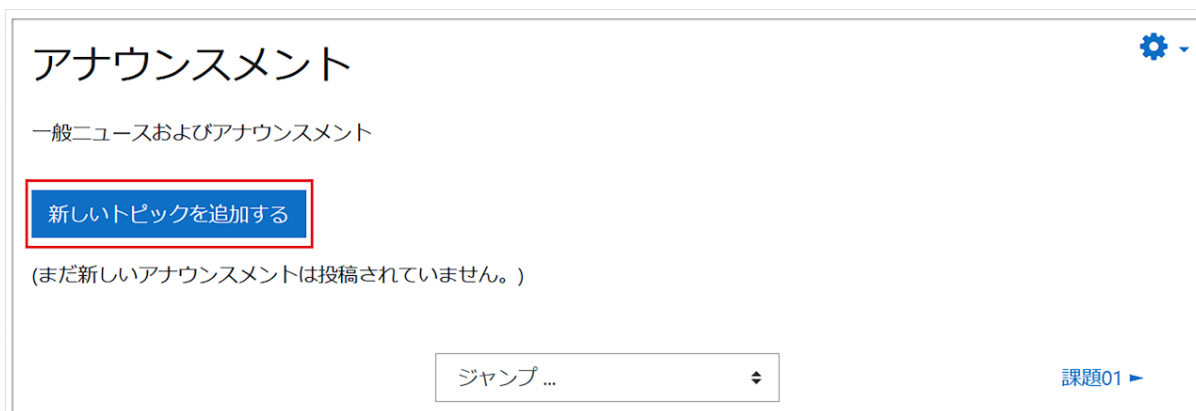 アナウンスメント
一般ニュースおよびアナウンスメント
新しいトピックを追加する
(まだ新しいアナウンスメントは投稿されていません。)
ジャンプ ...
課題01 ►